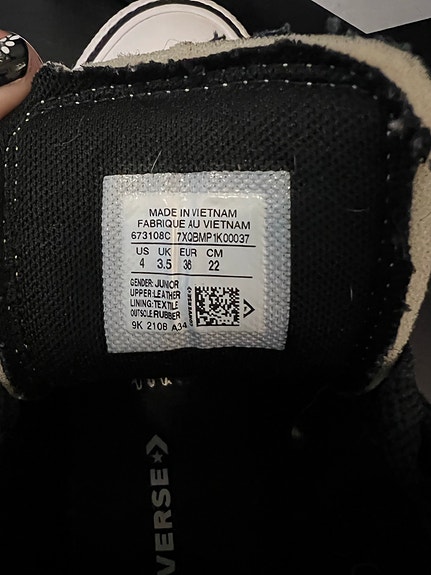 MADE IN VIETNAM
FABRIQUE AU VIETNAM
673108C 7XQBMP1K00037
US UK EUR CM
4 3.5 36 22
GENDER: JUNIOR
UPPER:LEATHER
LINING:TEXTILE
OUTSOLE:RUBBER
9K 210B A34
VERSE